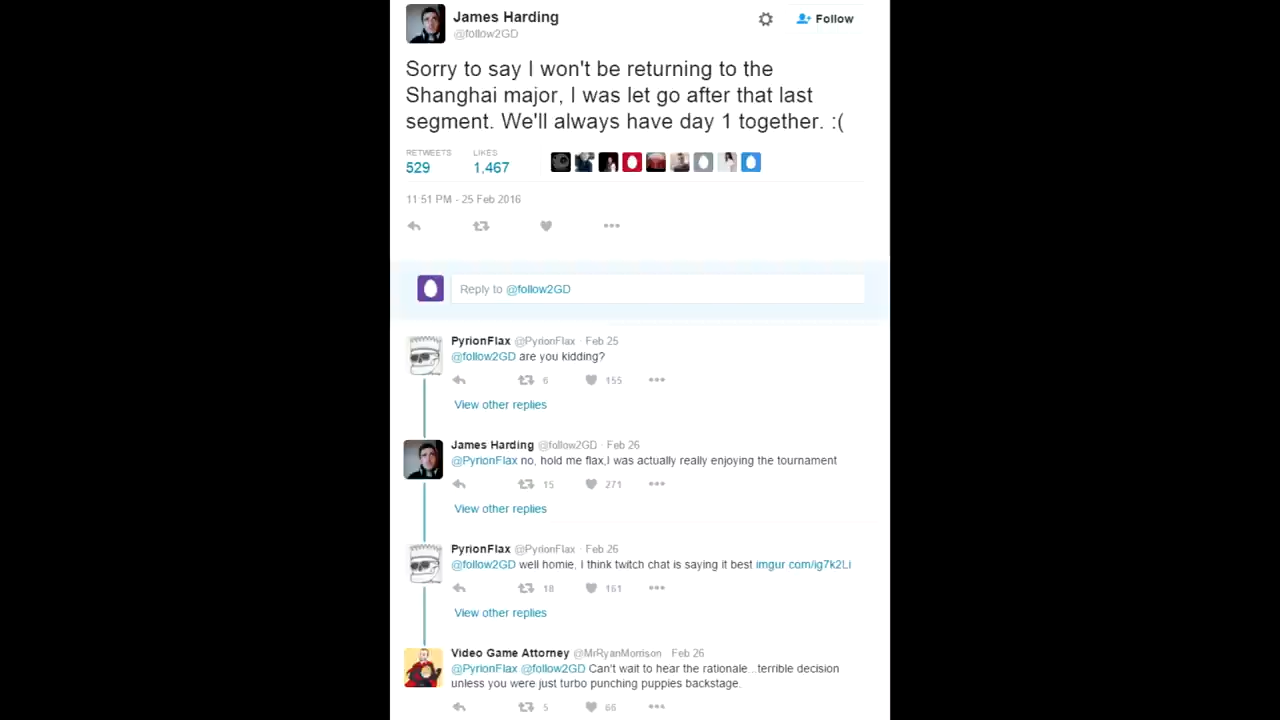 James Harding
@follow2GD
Follow
Sorry to say I won't be returning to the
Shanghai major, I was let go after that last
segment. We'll always have day 1 together. :(
RETWEETS LIKES
529 1,467
11:51 PM - 25 Feb 2016
Reply to @follow2GD
PyrionFlax @PyrionFlax · Feb 25
@follow2GD are you kidding?
6 155
View other replies
James Harding @follow2GD · Feb 26
@PyrionFlax no, hold me flax,I was actually really enjoying the tournament
15 271
View other replies
PyrionFlax @PyrionFlax · Feb 26
@follow2GD well homie, I think twitch chat is saying it best imgur com/ig7k2Li
18 161
View other replies
Video Game Attorney @MrRyanMorrison · Feb 26
@PyrionFlax @follow2GD Can't wait to hear the rationale...terrible decision
unless you were just turbo punching puppies backstage.
5 66